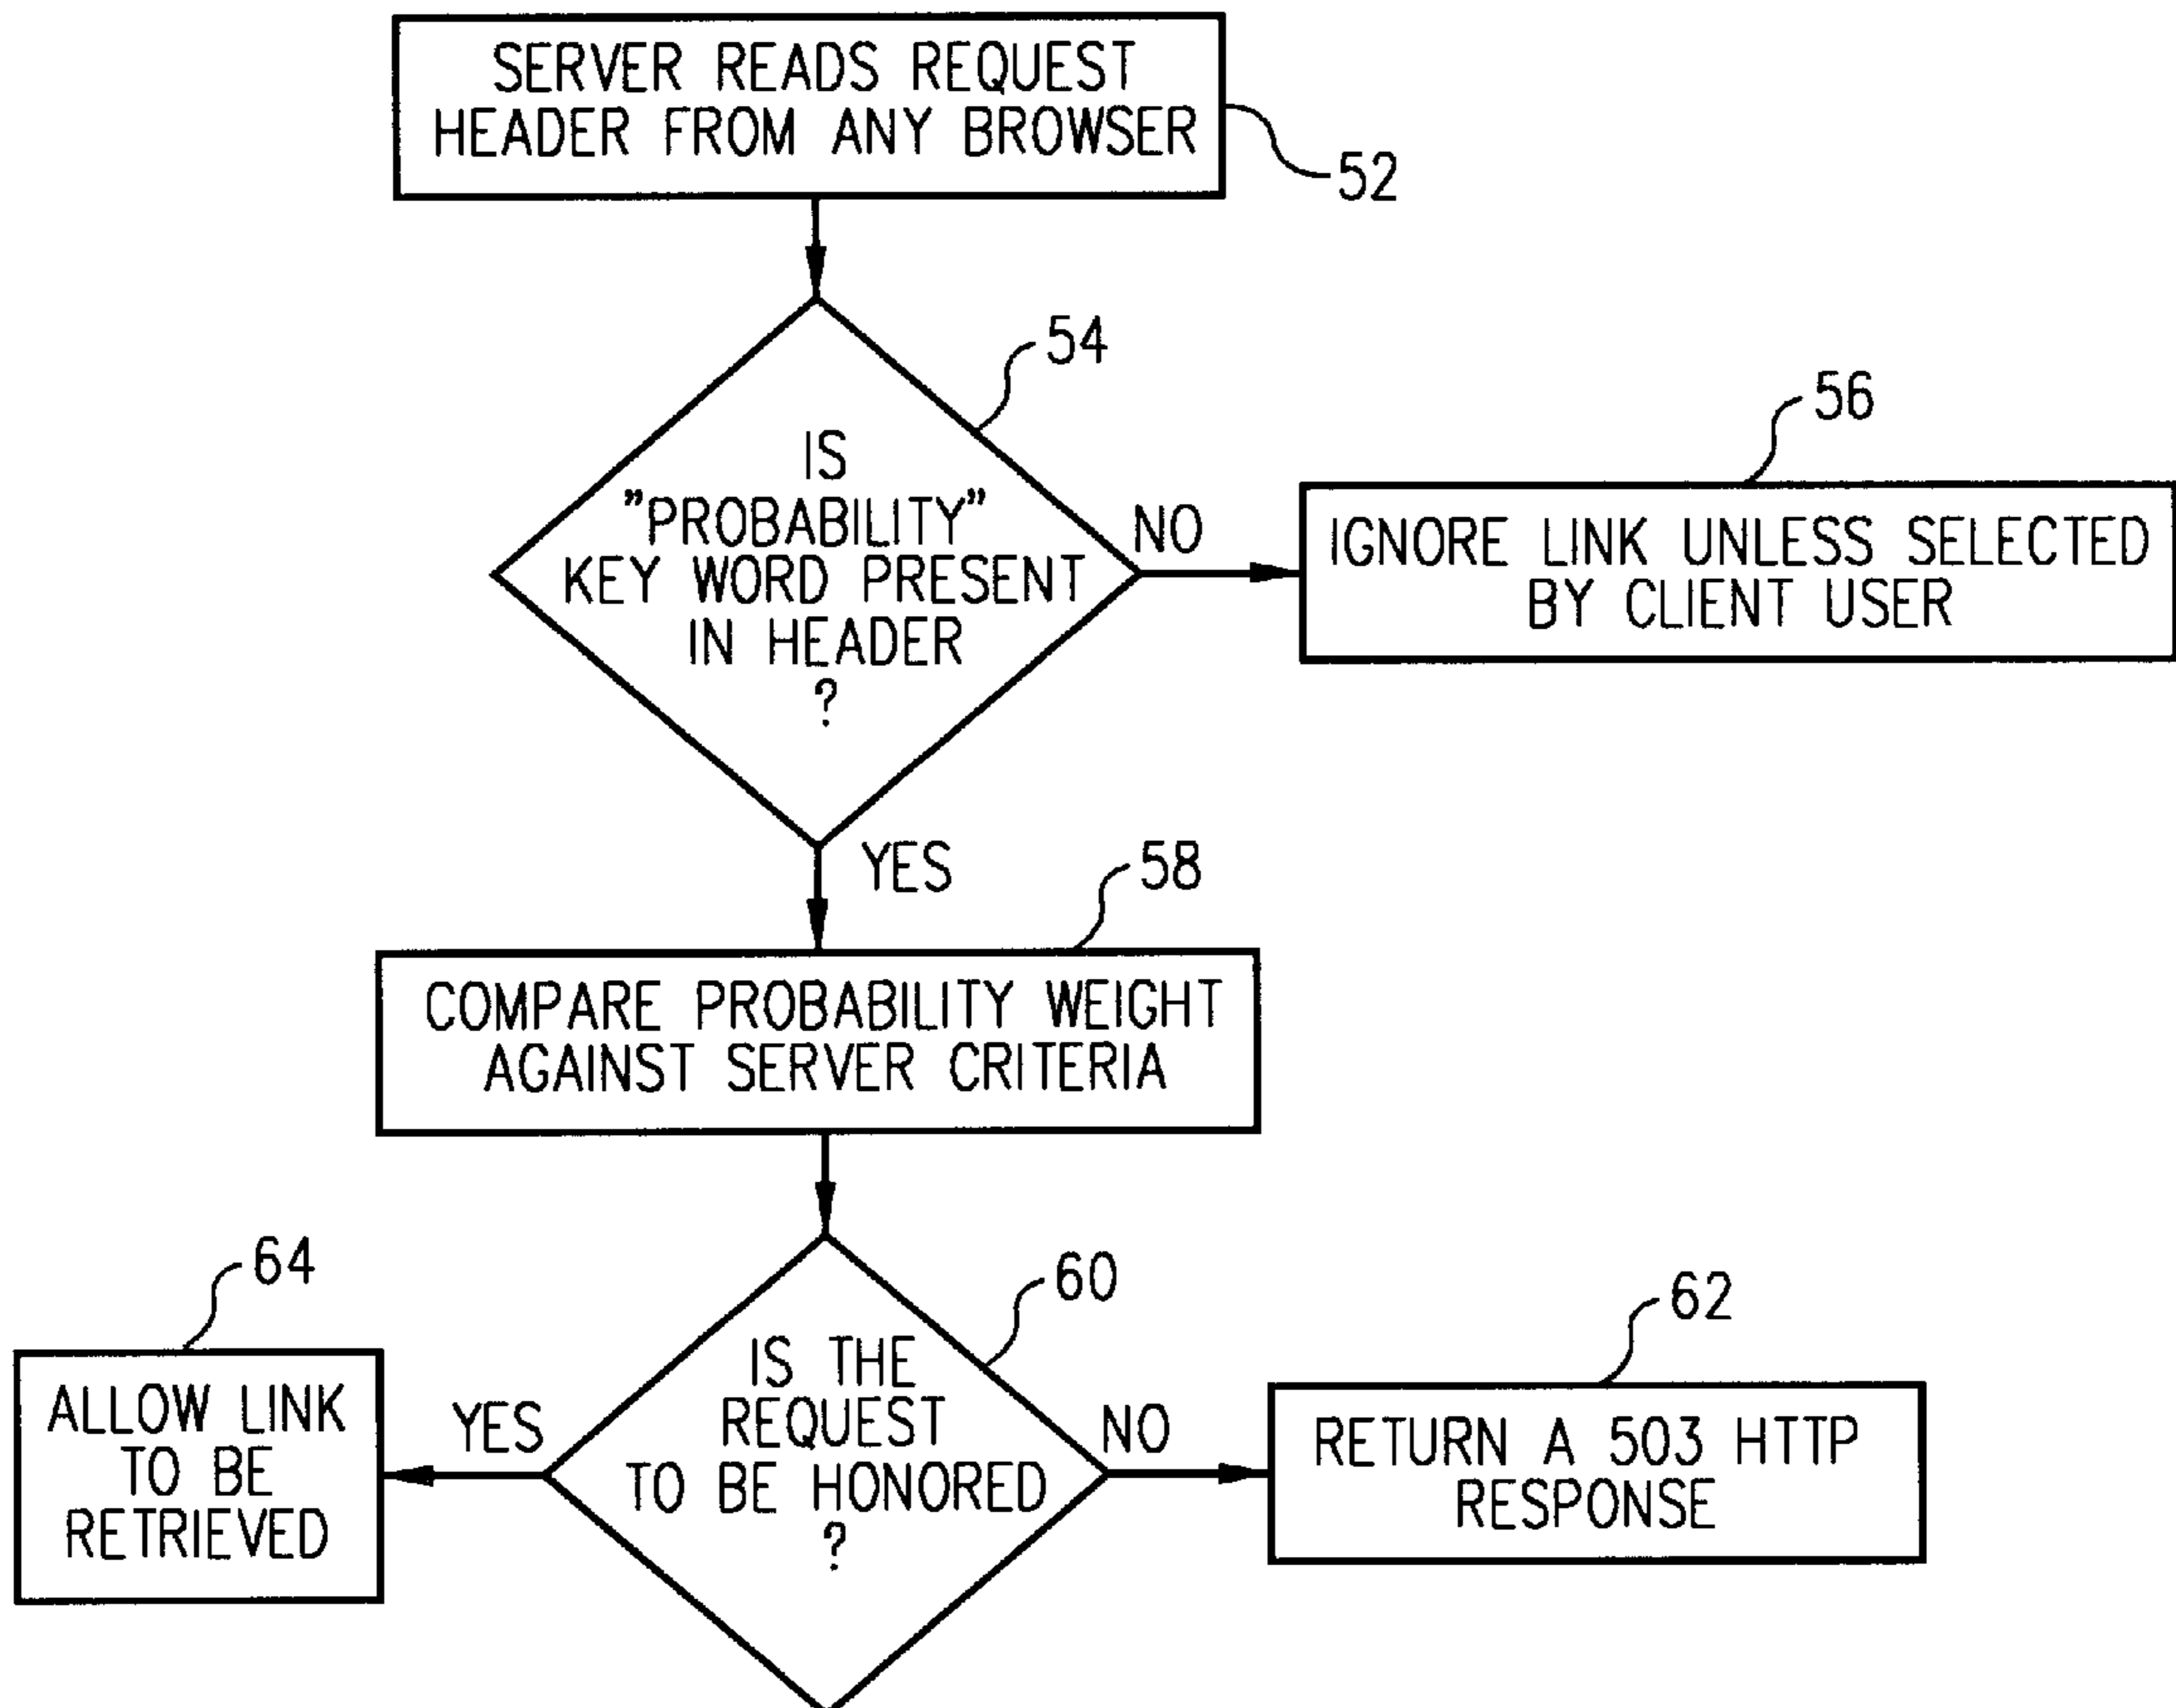 SERVER READS REQUEST
HEADER FROM ANY BROWSER
52
54
IS
"PROBABILITY"
KEY WORD PRESENT
IN HEADER
?
NO
56
IGNORE LINK UNLESS SELECTED
BY CLIENT USER
YES
58
COMPARE PROBABILITY WEIGHT
AGAINST SERVER CRITERIA
60
IS THE
REQUEST
TO BE HONORED
?
YES
64
ALLOW LINK
TO BE
RETRIEVED
NO
62
RETURN A 503 HTTP
RESPONSE